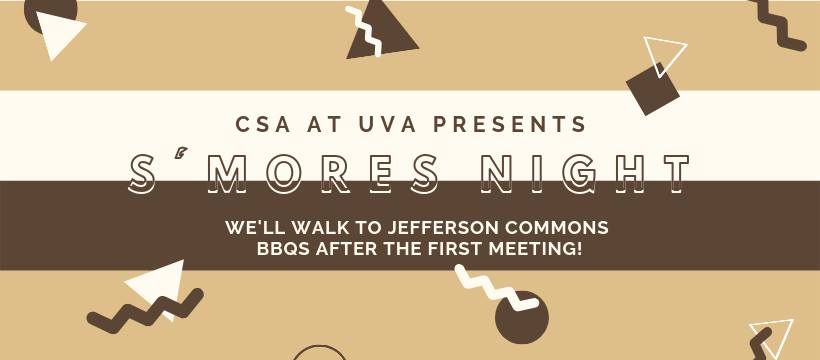 CSA AT UVA PRESENTS
S´MORES NIGHT
WE'LL WALK TO JEFFERSON COMMONS
BBQS AFTER THE FIRST MEETING!